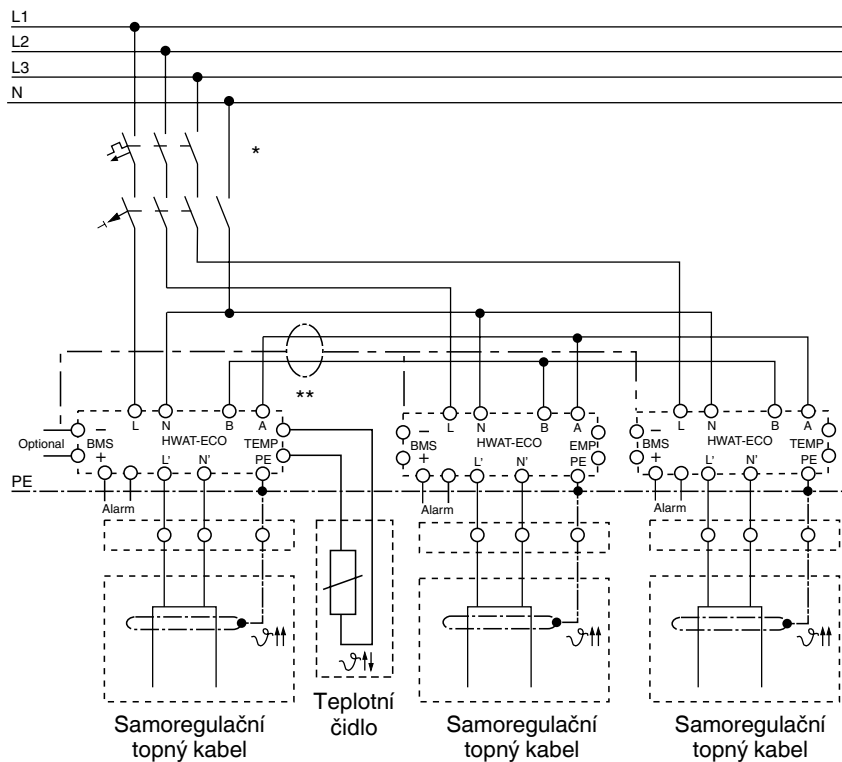 L1
L2
L3
N
*
**
L N B A
HWAT-ECO
Optional
−
BMS
+
TEMP
L' N' PE
Alarm
L N B A
HWAT-ECO
−
BMS
+
EMP
L' N' PE
Alarm
L N B A
HWAT-ECO
−
BMS
+
TEMP
L' N' PE
Alarm
PE
Samoregulační
topný kabel
Teplotní
čidlo
Samoregulační
topný kabel
Samoregulační
topný kabel